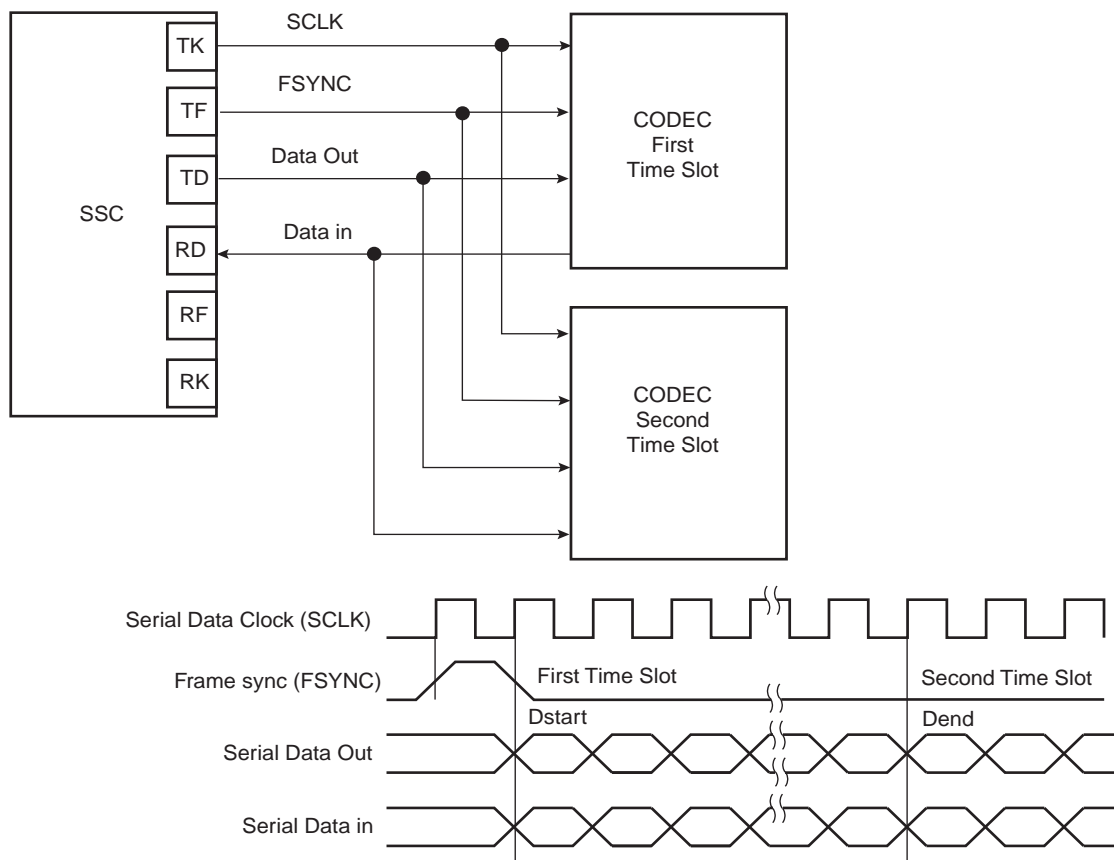 SCLK
TK
FSYNC
TF
CODEC
First
Time Slot
Data Out
TD
SSC
Data in
RD
RF
RK
CODEC
Second
Time Slot
Serial Data Clock (SCLK)
Frame sync (FSYNC)
First Time Slot
Second Time Slot
Dstart
Dend
Serial Data Out
Serial Data in